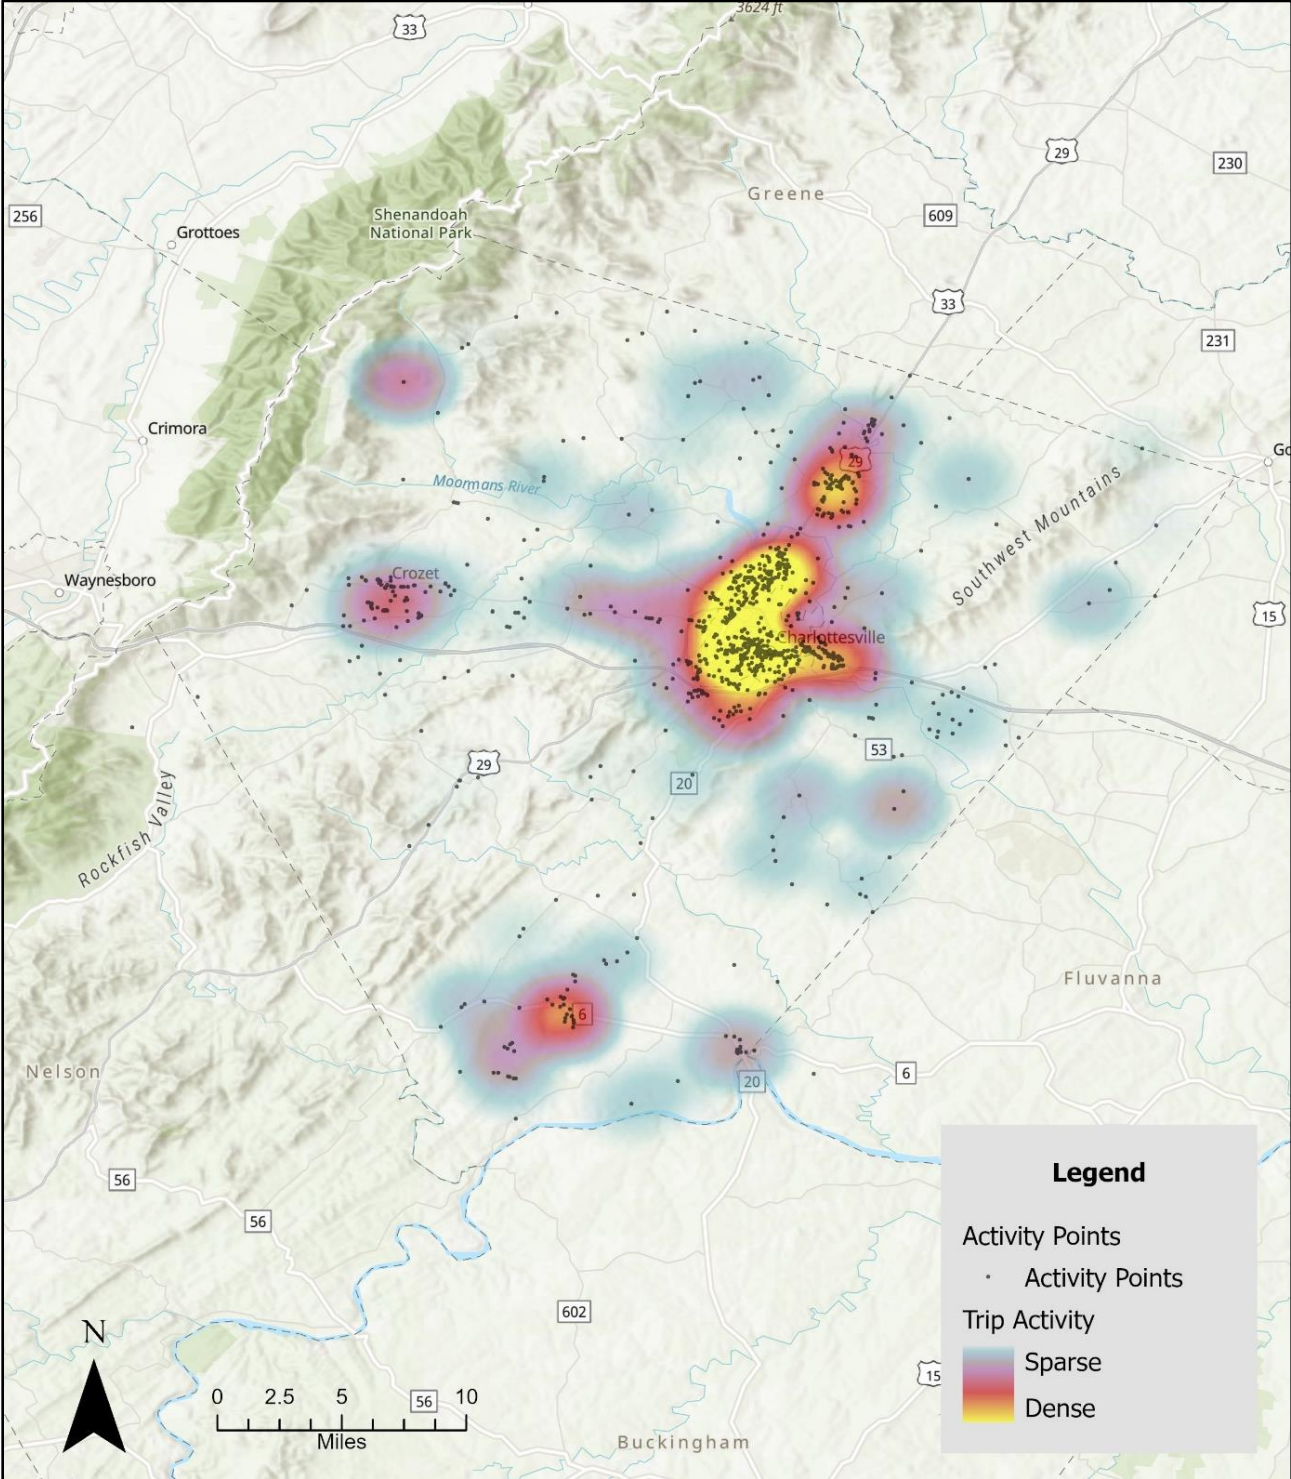 3624 ft
33
29
230
Greene
256
609
Shenandoah
National Park
Grottoes
33
231
Crimora
29
Go
Moormans River
Southwest Mountains
Crozet
Waynesboro
15
Charlottesville
53
29
20
Rockfish Valley
Fluvanna
6
Nelson
6
20
56
56
602
15
56
Buckingham
N
0 2.5 5 10
Miles
Legend
Activity Points
Activity Points
Trip Activity
Sparse
Dense